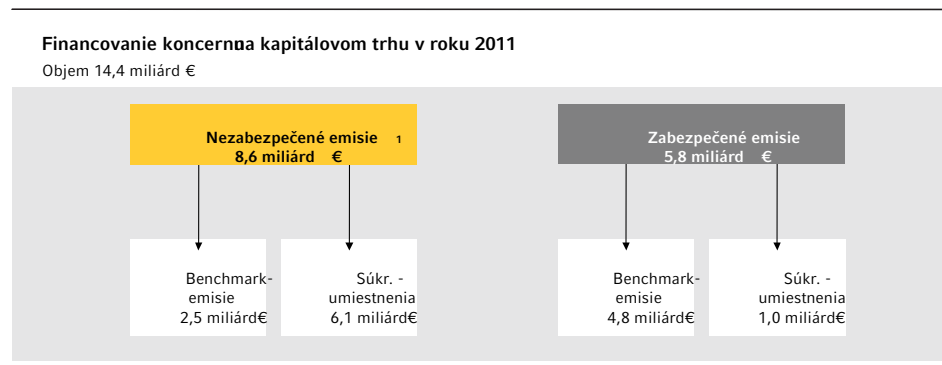 Financovanie koncernna kapitálovom trhu v roku 2011
Objem 14,4 miliárd €
Nezabezpečené emisie 1
8,6 miliárd €
Zabezpečené emisie
5,8 miliárd €
Benchmark-
emisie
2,5 miliárd€
Súkr. -
umiestnenia
6,1 miliárd€
Benchmark-
emisie
4,8 miliárd€
Súkr. -
umiestnenia
1,0 miliárd€